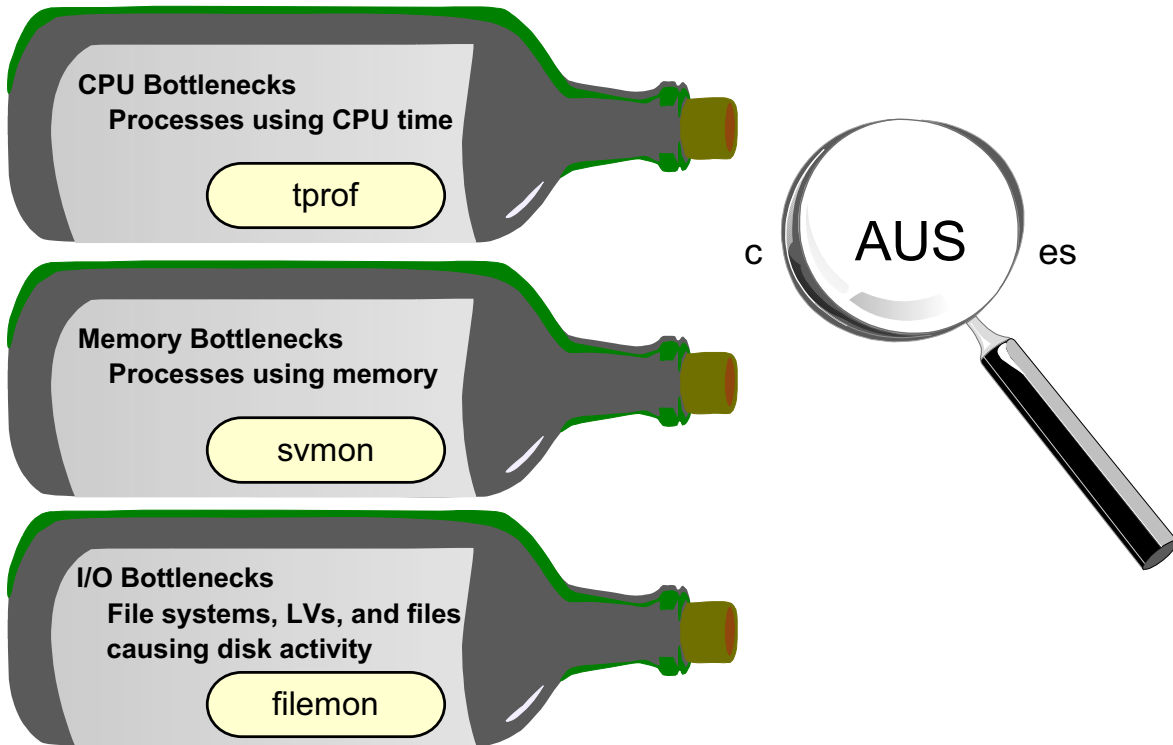 CPU Bottlenecks
Processes using CPU time
tprof
c AUS es
Memory Bottlenecks
Processes using memory
svmon
I/O Bottlenecks
File systems, LVs, and files
causing disk activity
filemon